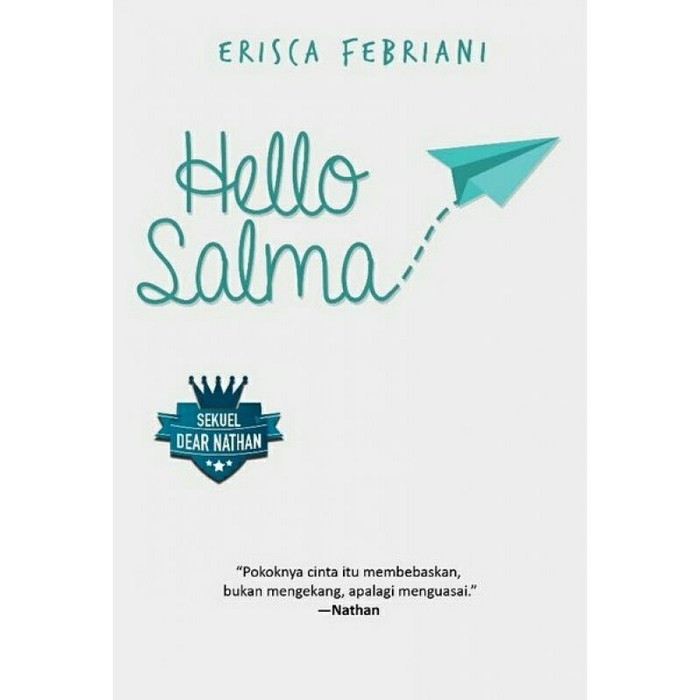 ERISCA FEBRIANI
Hello
Salma
SEKUEL
DEAR NATHAN
“Pokoknya cinta itu membebaskan,
bukan mengekang, apalagi menguasai.”
—Nathan